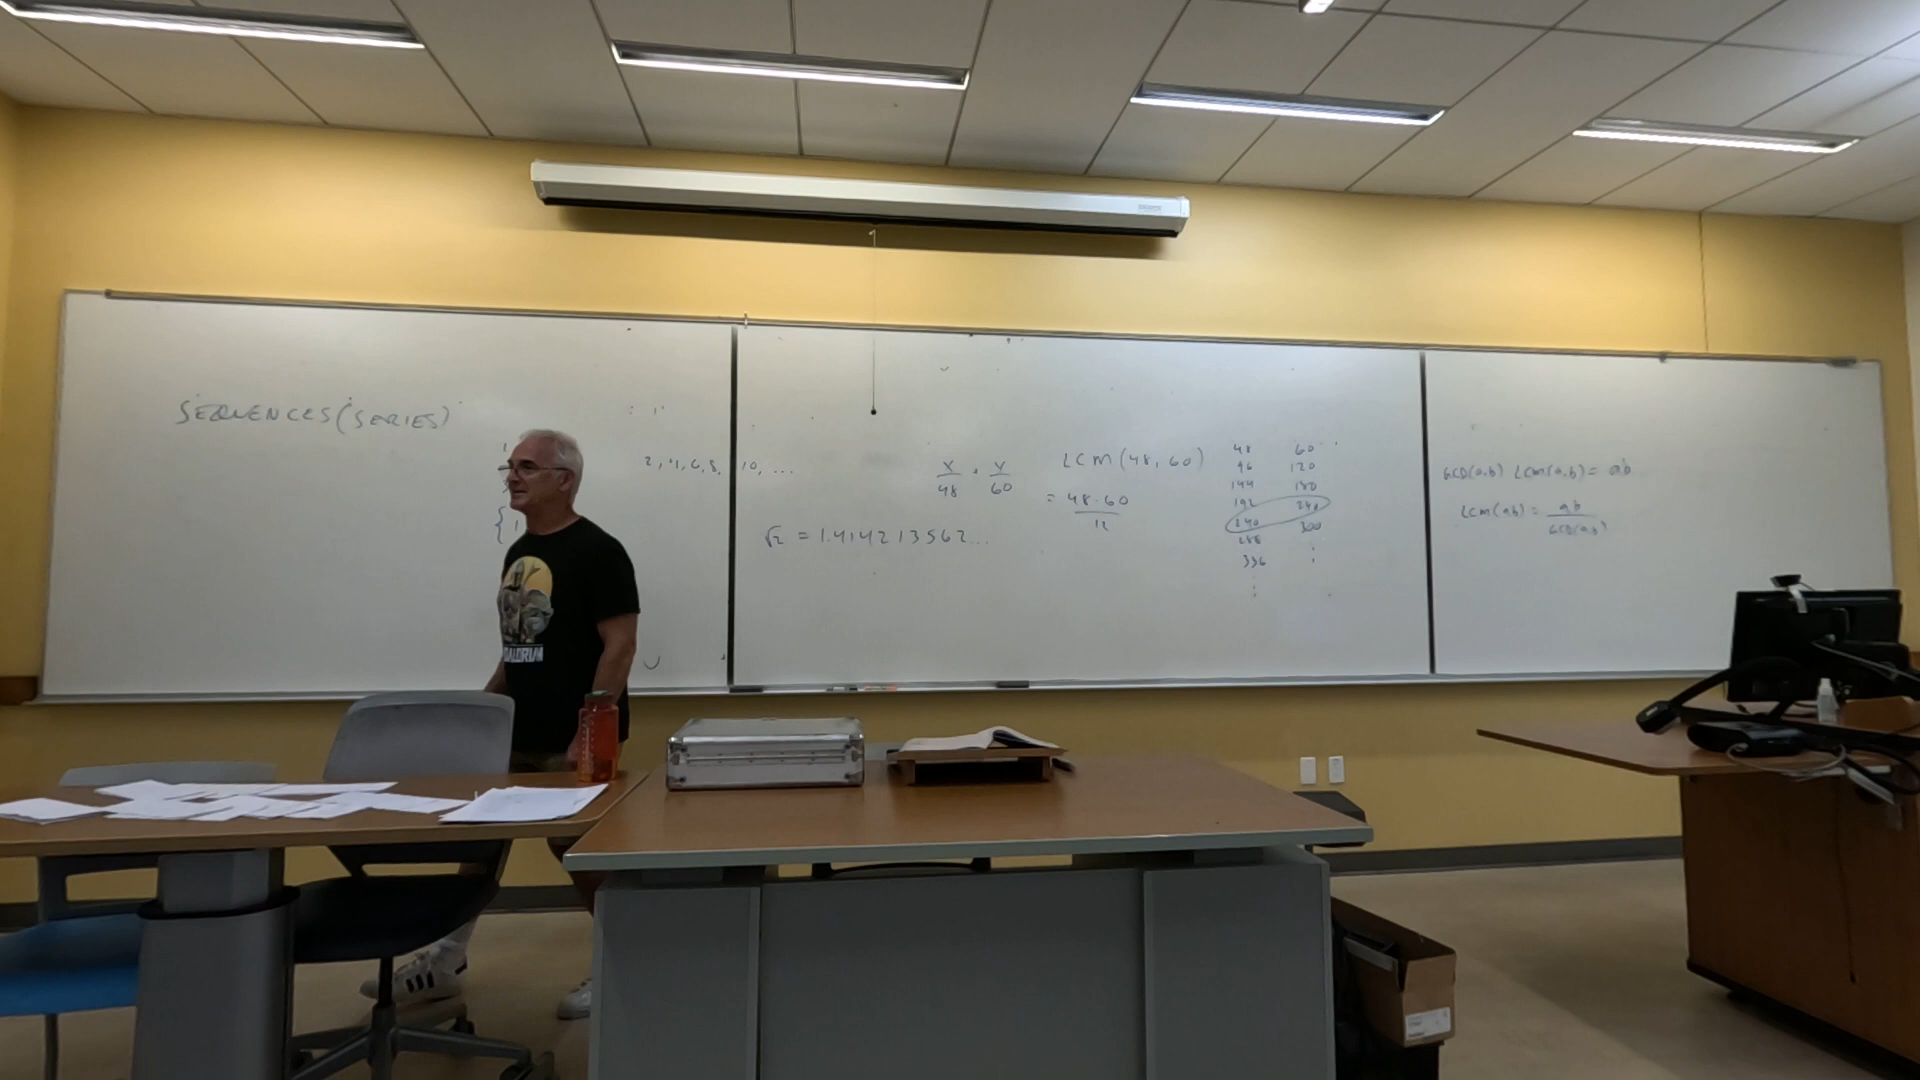 SEQUENCES (SERIES)
2, 4, 6, 8, 10, ...
{ 1
x/48 + y/60
√2 = 1.414213562...
LCM(48, 60)
= 48·60/12
48 60
96 120
144 180
192 240
240 300
288 ⋮
336
⋮
GCD(a,b) LCM(a,b) = ab
LCM(a,b) = ab/GCD(a,b)